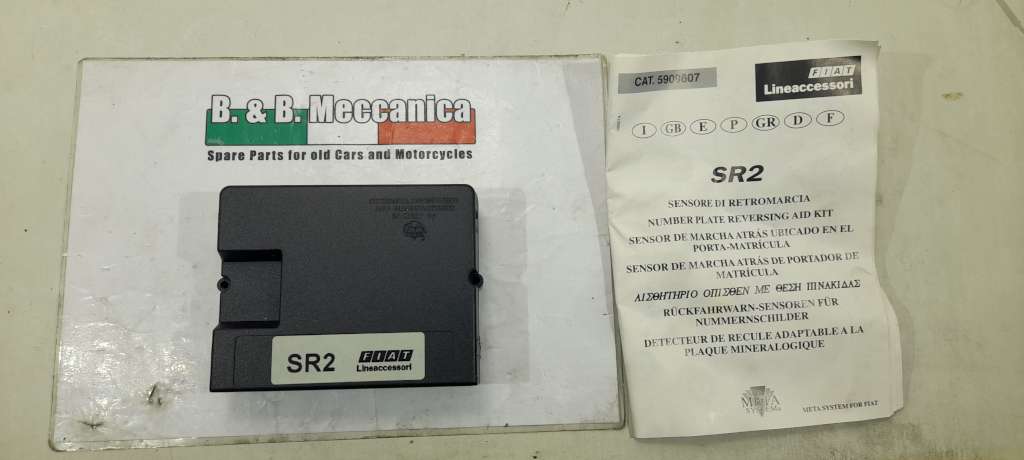 B. & B. Meccanica
Spare Parts for old Cars and Motorcycles
SR2
FIAT
Lineaccessori
CAT. 5909807
FIAT
Lineaccessori
I GB E P GR D F
SR2
SENSORE DI RETROMARCIA
NUMBER PLATE REVERSING AID KIT
SENSOR DE MARCHA ATRÁS UBICADO EN EL
PORTA-MATRÍCULA
SENSOR DE MARCHA ATRÁS DE PORTADOR DE
MATRÍCULA
ΑΙΣΘΗΤΗΡΙΟ ΟΠΙΣΘΕΝ ΜΕ ΘΕΣΗ ΠΙΝΑΚΙΔΑΣ
RÜCKFAHRWARN-SENSOREN FÜR
NUMMERNSCHILDER
DETECTEUR DE RECULE ADAPTABLE A LA
PLAQUE MINERALOGIQUE
META
SYSTEM
META SYSTEM FOR FIAT